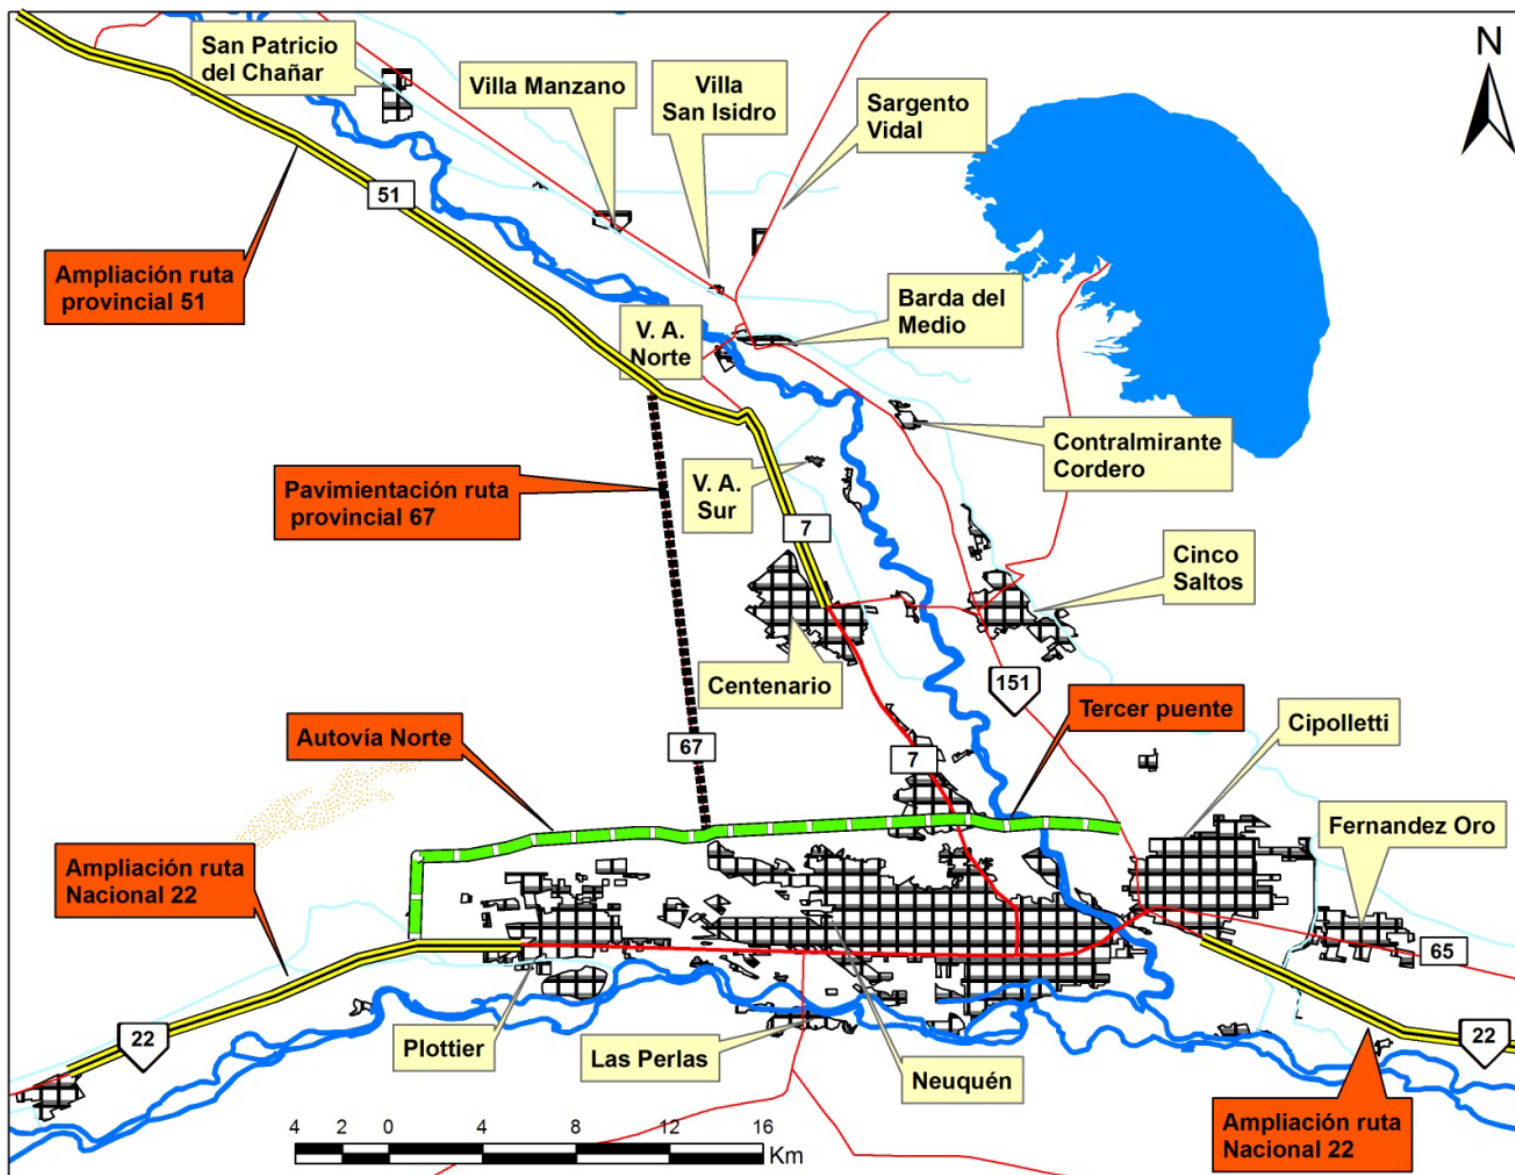 San Patricio
del Chañar
Villa Manzano
Villa
San Isidro
Sargento
Vidal
N
51
Ampliación ruta
provincial 51
V. A.
Norte
Barda del
Medio
Contralmirante
Cordero
Pavimientación ruta
provincial 67
V. A.
Sur
7
Cinco
Saltos
Centenario
151
Tercer puente
Cipolletti
Autovía Norte
67
7
Fernandez Oro
Ampliación ruta
Nacional 22
65
22
Plottier
Las Perlas
Neuquén
22
Ampliación ruta
Nacional 22
4 2 0 4 8 12 16
Km